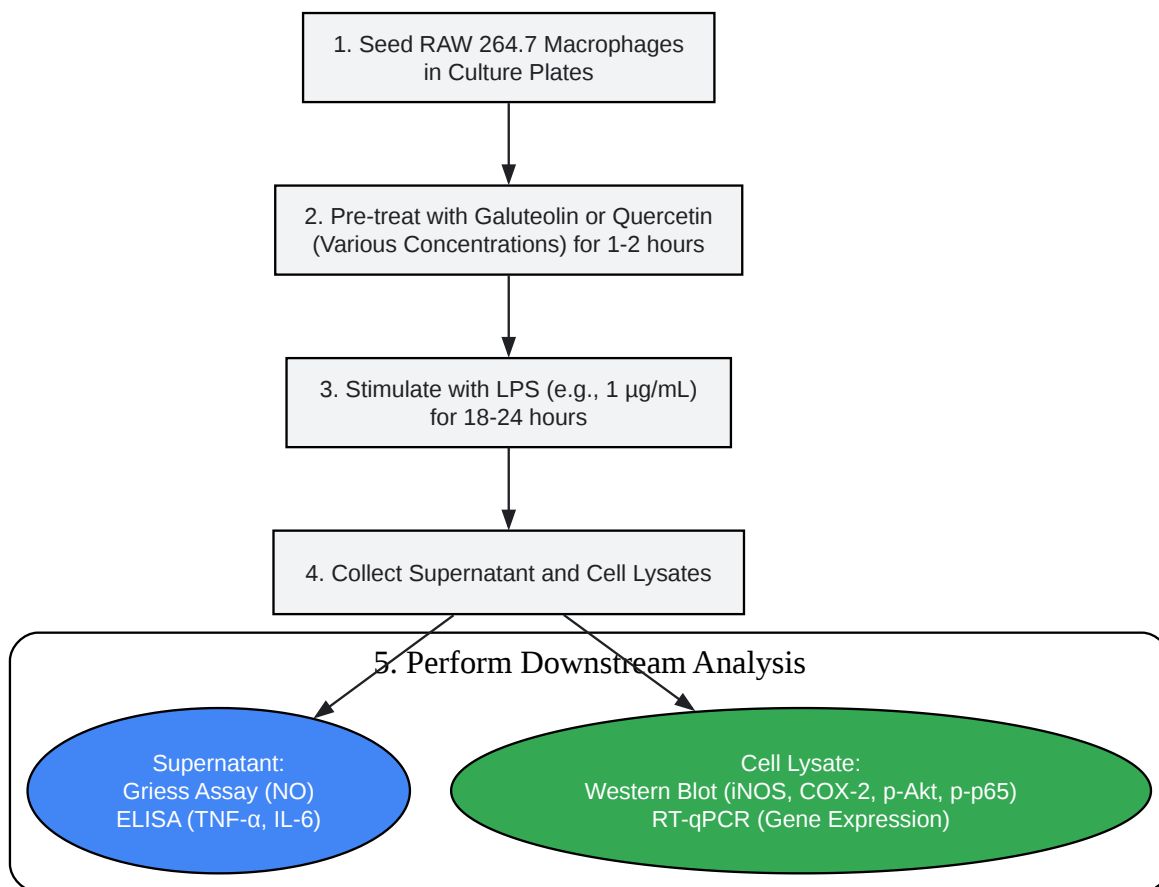 1. Seed RAW 264.7 Macrophages
in Culture Plates
2. Pre-treat with Galuteolin or Quercetin
(Various Concentrations) for 1-2 hours
3. Stimulate with LPS (e.g., 1 µg/mL)
for 18-24 hours
4. Collect Supernatant and Cell Lysates
5. Perform Downstream Analysis
Supernatant:
Griess Assay (NO)
ELISA (TNF-α, IL-6)
Cell Lysate:
Western Blot (iNOS, COX-2, p-Akt, p-p65)
RT-qPCR (Gene Expression)